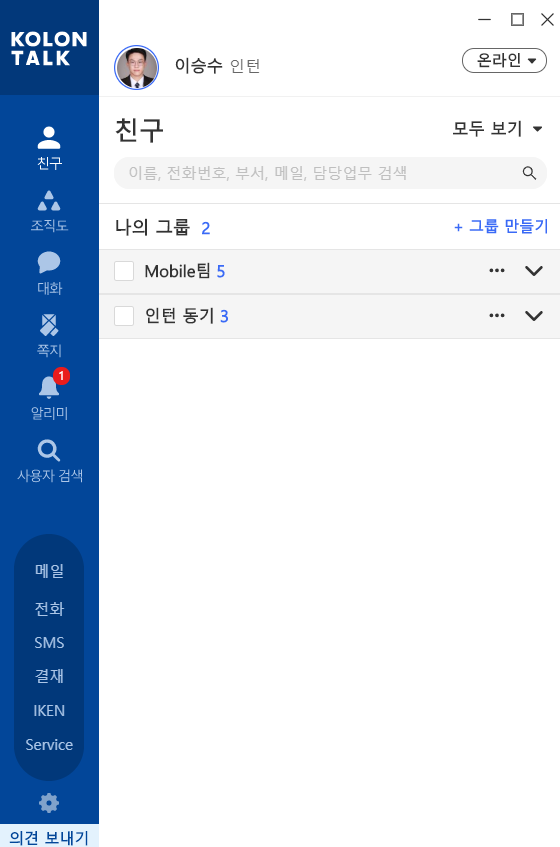 KOLON
TALK
친구
조직도
대화
쪽지
1
알리미
사용자 검색
메일
전화
SMS
결재
IKEN
Service
의견 보내기
이승수 인턴
온라인
친구
모두 보기
이름, 전화번호, 부서, 메일, 담당업무 검색
나의 그룹 2
+ 그룹 만들기
Mobile팀 5
인턴 동기 3